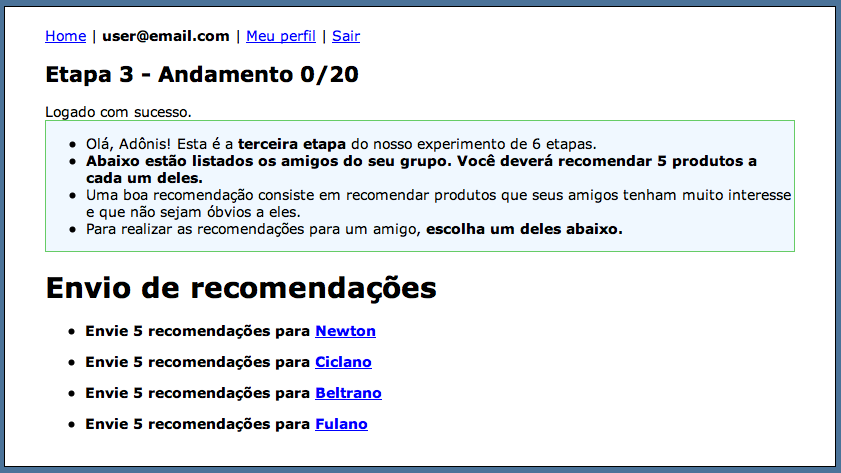 Home | user@email.com | Meu perfil | Sair
Etapa 3 - Andamento 0/20
Logado com sucesso.
• Olá, Adônis! Esta é a terceira etapa do nosso experimento de 6 etapas.
• Abaixo estão listados os amigos do seu grupo. Você deverá recomendar 5 produtos a
cada um deles.
• Uma boa recomendação consiste em recomendar produtos que seus amigos tenham muito interesse
e que não sejam óbvios a eles.
• Para realizar as recomendações para um amigo, escolha um deles abaixo.
Envio de recomendações
• Envie 5 recomendações para Newton
• Envie 5 recomendações para Ciclano
• Envie 5 recomendações para Beltrano
• Envie 5 recomendações para Fulano